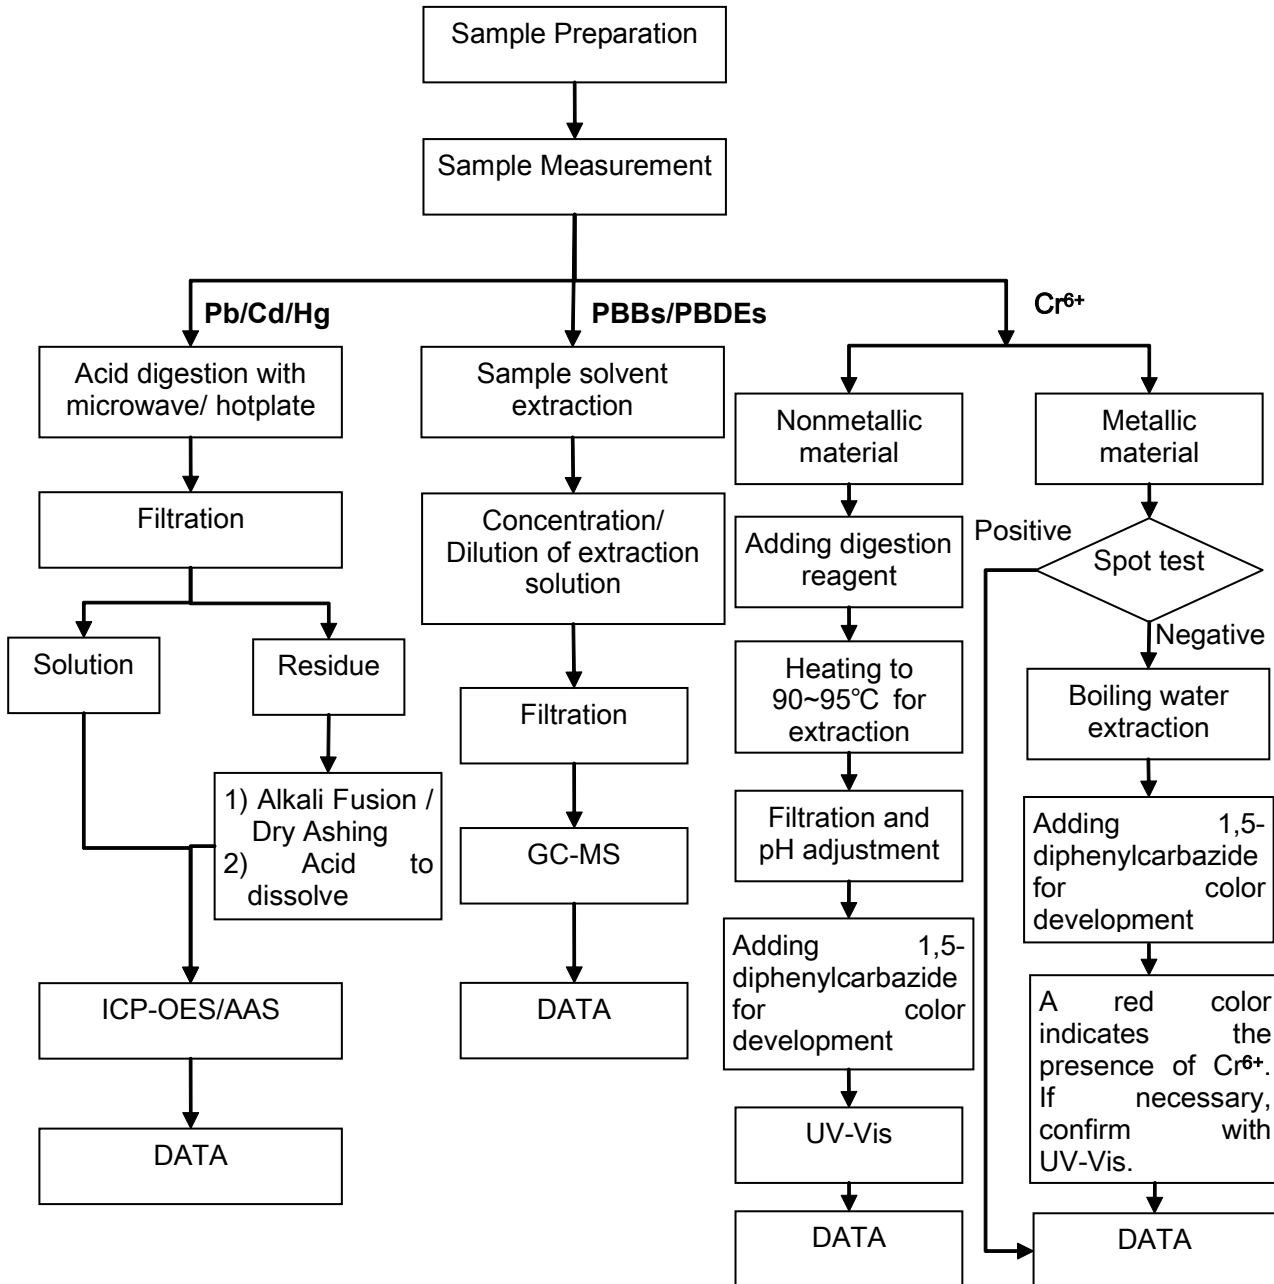 Sample Preparation
Sample Measurement
Pb/Cd/Hg
PBBs/PBDEs
Cr6+
Acid digestion with
microwave/ hotplate
Filtration
Solution
Residue
1) Alkali Fusion /
Dry Ashing
2) Acid to
dissolve
ICP-OES/AAS
DATA
Sample solvent
extraction
Concentration/
Dilution of extraction
solution
Filtration
GC-MS
DATA
Nonmetallic
material
Adding digestion
reagent
Heating to
90~95℃ for
extraction
Filtration and
pH adjustment
Adding 1,5-
diphenylcarbazide
for color
development
UV-Vis
DATA
Metallic
material
Positive
Spot test
Negative
Boiling water
extraction
Adding 1,5-
diphenylcarbazide
for color
development
A red color
indicates the
presence of Cr6+.
If necessary,
confirm with
UV-Vis.
DATA